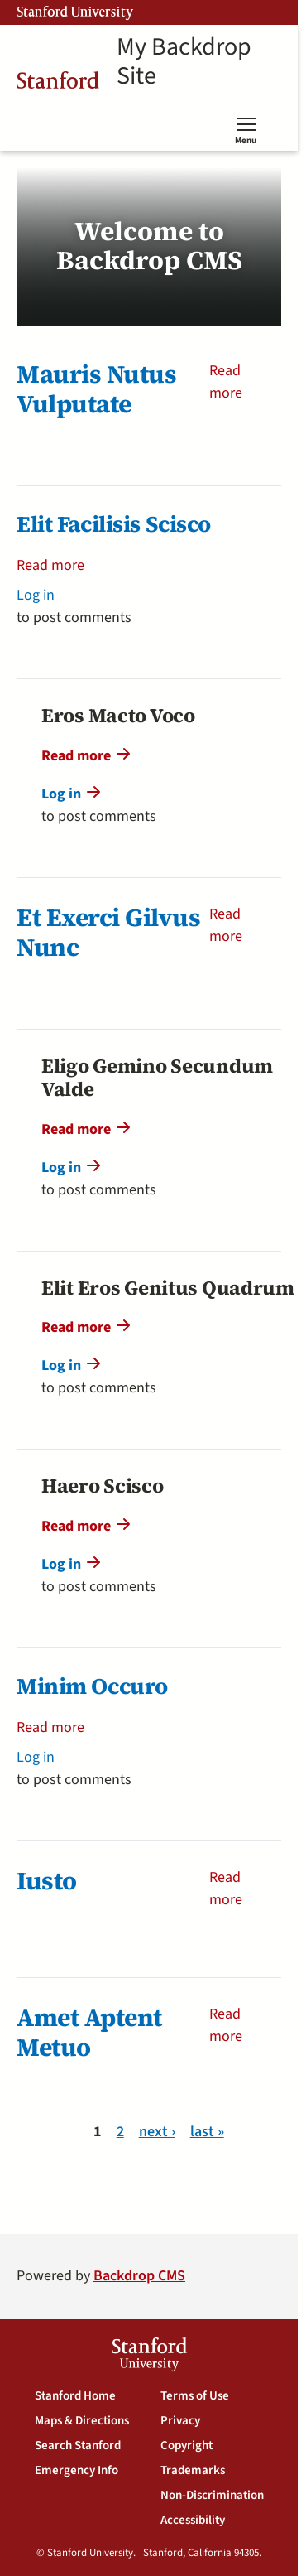 Stanford University
Stanford
My Backdrop
Site
Menu
Welcome to
Backdrop CMS
Mauris Nutus
Vulputate
Read
more
Elit Facilisis Scisco
Read more
Log in
to post comments
Eros Macto Voco
Read more →
Log in →
to post comments
Et Exerci Gilvus
Nunc
Read
more
Eligo Gemino Secundum
Valde
Read more →
Log in →
to post comments
Elit Eros Genitus Quadrum
Read more →
Log in →
to post comments
Haero Scisco
Read more →
Log in →
to post comments
Minim Occuro
Read more
Log in
to post comments
Iusto
Read
more
Amet Aptent
Metuo
Read
more
1 2 next › last »
Powered by Backdrop CMS
Stanford
University
Stanford Home
Maps & Directions
Search Stanford
Emergency Info
Terms of Use
Privacy
Copyright
Trademarks
Non-Discrimination
Accessibility
© Stanford University. Stanford, California 94305.